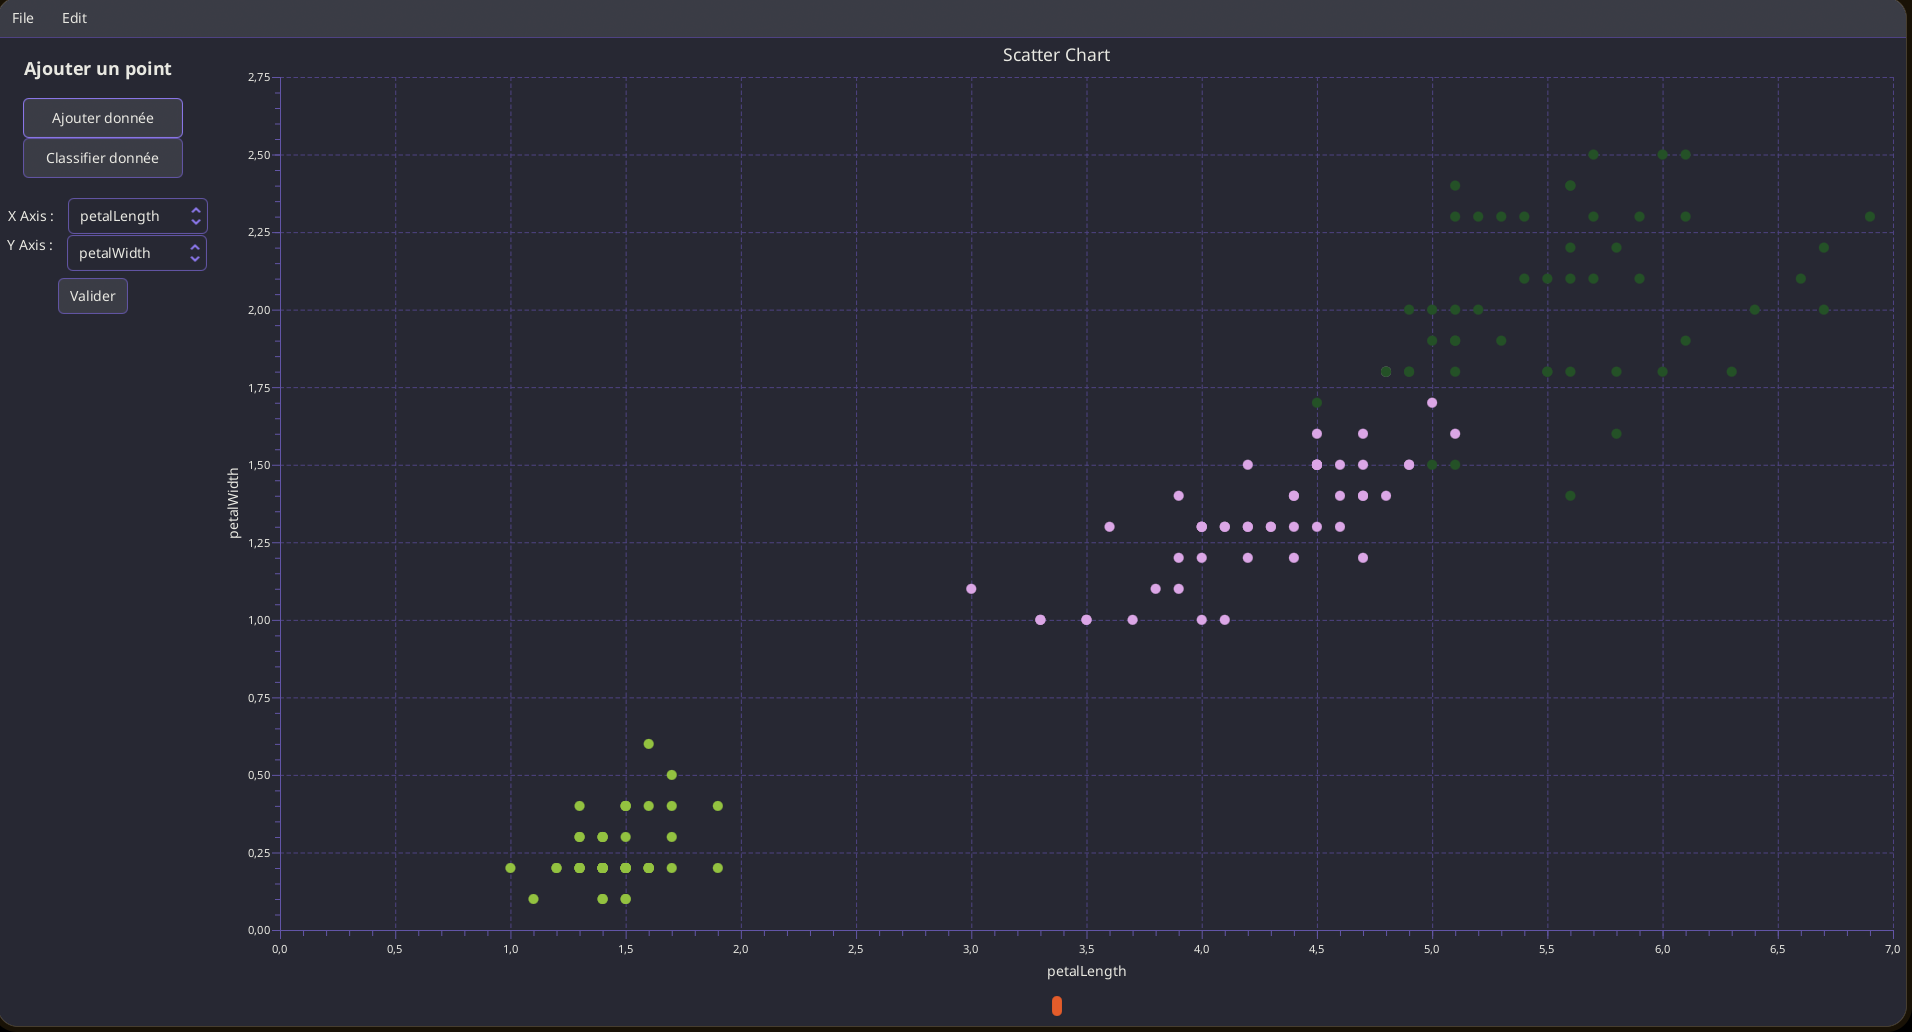 File Edit
Scatter Chart
Ajouter un point
Ajouter donnée
Classifier donnée
X Axis : petalLength
Y Axis : petalWidth
Valider
petalWidth
2,75
2,50
2,25
2,00
1,75
1,50
1,25
1,00
0,75
0,50
0,25
0,00
0,0 0,5 1,0 1,5 2,0 2,5 3,0 3,5 4,0 4,5 5,0 5,5 6,0 6,5 7,0
petalLength